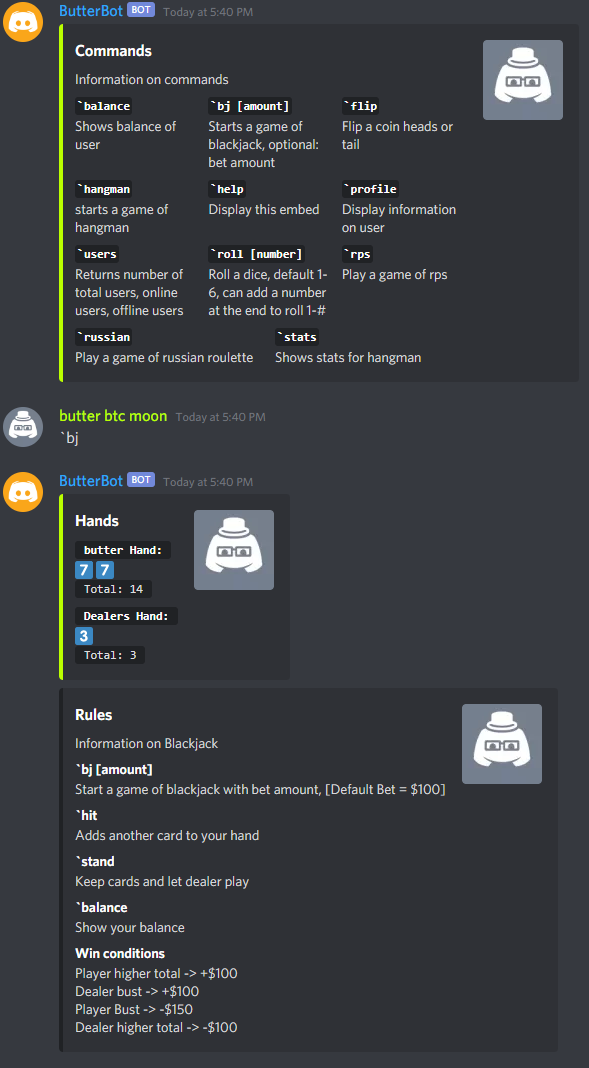 ButterBot BOT Today at 5:40 PM
Commands
Information on commands
`balance `bj [amount] `flip
Shows balance of Starts a game of Flip a coin heads or
user blackjack, optional: tail
bet amount
`hangman `help `profile
starts a game of Display this embed Display information
hangman on user
`users `roll [number] `rps
Returns number of Roll a dice, default 1- Play a game of rps
total users, online 6, can add a number
users, offline users at the end to roll 1-#
`russian `stats
Play a game of russian roulette Shows stats for hangman
butter btc moon Today at 5:40 PM
`bj
ButterBot BOT Today at 5:40 PM
Hands
butter Hand:
7 7
Total: 14
Dealers Hand:
3
Total: 3
Rules
Information on Blackjack
`bj [amount]
Start a game of blackjack with bet amount, [Default Bet = $100]
`hit
Adds another card to your hand
`stand
Keep cards and let dealer play
`balance
Show your balance
Win conditions
Player higher total -> +$100
Dealer bust -> +$100
Player Bust -> -$150
Dealer higher total -> -$100